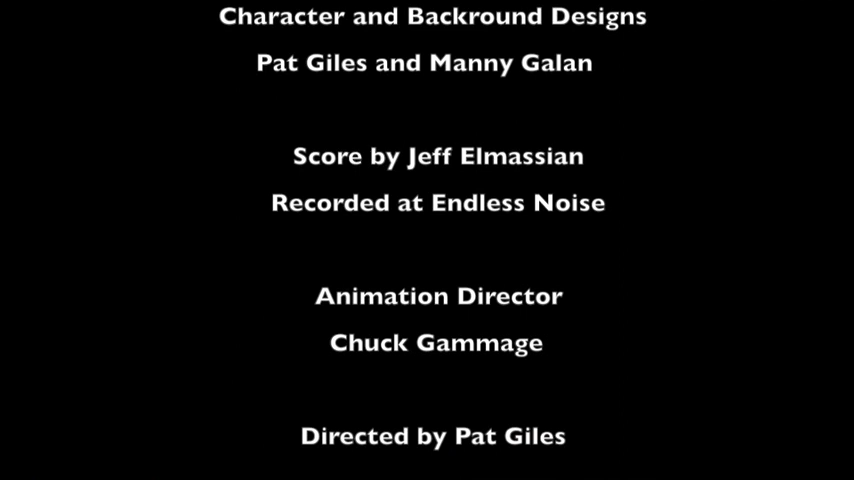 Character and Backround Designs
Pat Giles and Manny Galan
Score by Jeff Elmassian
Recorded at Endless Noise
Animation Director
Chuck Gammage
Directed by Pat Giles